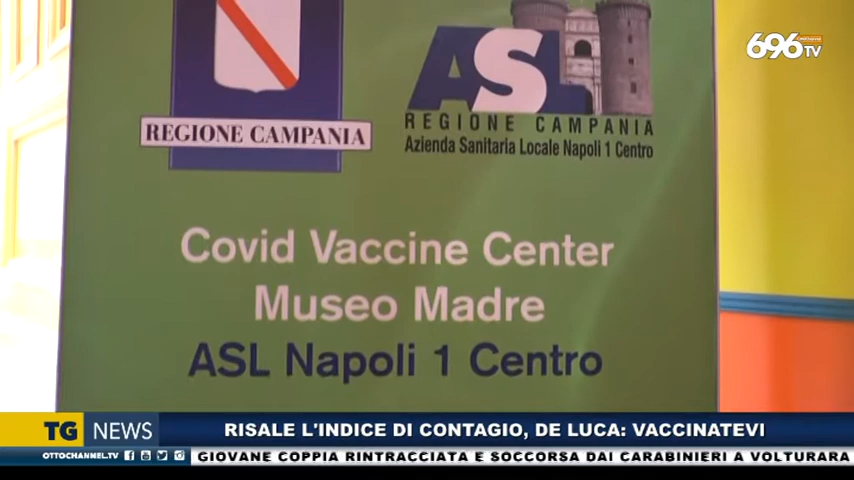 696 TV
REGIONE CAMPANIA
ASL
REGIONE CAMPANIA
Azienda Sanitaria Locale Napoli 1 Centro
Covid Vaccine Center
Museo Madre
ASL Napoli 1 Centro
TG NEWS
RISALE L'INDICE DI CONTAGIO, DE LUCA: VACCINATEVI
OTTOCHANNEL.TV
GIOVANE COPPIA RINTRACCIATA E SOCCORSA DAI CARABINIERI A VOLTURARA